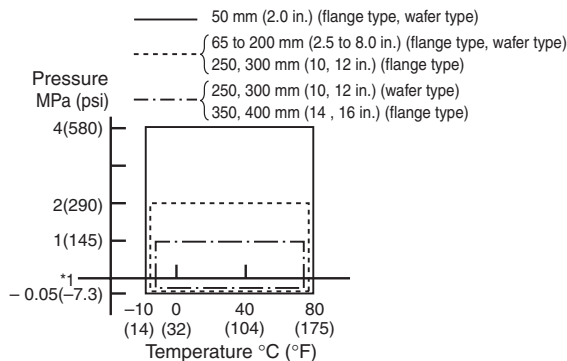 50 mm (2.0 in.) (flange type, wafer type)
65 to 200 mm (2.5 to 8.0 in.) (flange type, wafer type)
250, 300 mm (10, 12 in.) (flange type)
250, 300 mm (10, 12 in.) (wafer type)
350, 400 mm (14 , 16 in.) (flange type)
Pressure
MPa (psi)
4(580)
2(290)
1(145)
*1
– 0.05(–7.3)
–10 0 40 80
(14) (32) (104) (175)
Temperature °C (°F)